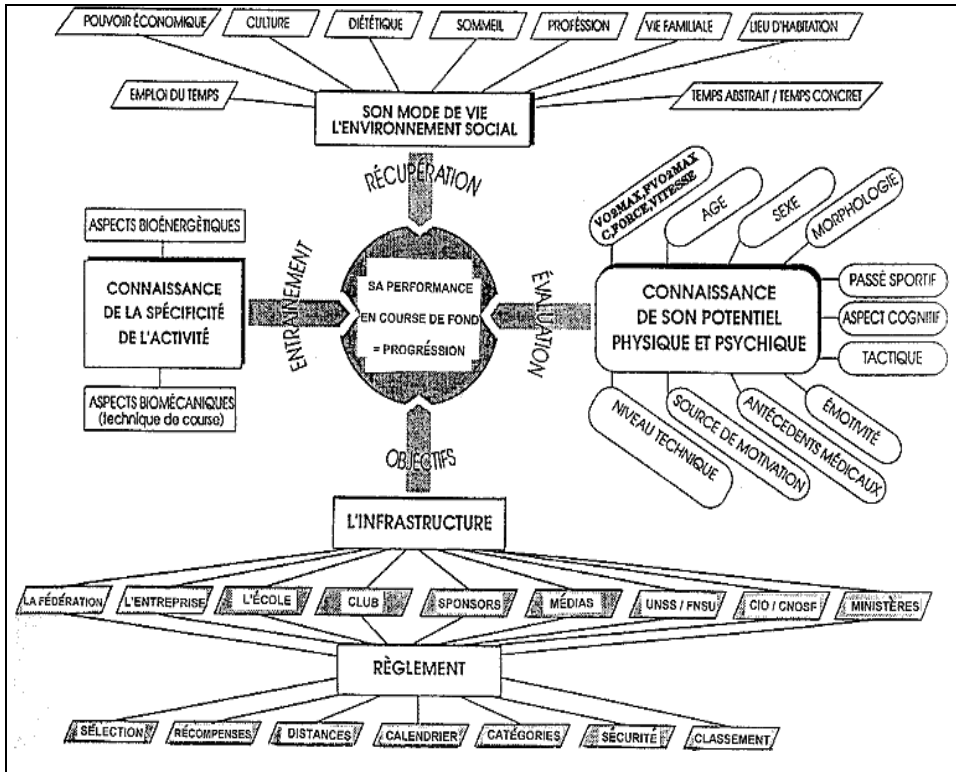 POUVOIR ÉCONOMIQUE
CULTURE
DIÉTÉTIQUE
SOMMEIL
PROFÉSSION
VIE FAMILIALE
LIEU D'HABITATION
EMPLOI DU TEMPS
TEMPS ABSTRAIT / TEMPS CONCRET
SON MODE DE VIE
L'ENVIRONNEMENT SOCIAL
RÉCUPÉRATION
VO2MAX,PVO2MAX
C,FORCE,VITESSE
AGE
SEXE
MORPHOLOGIE
ASPECTS BIOÉNERGÈTIQUES
CONNAISSANCE
DE LA SPÉCIFICITÉ
DE L'ACTIVITÉ
ASPECTS BIOMÉCANIQUES
(technique de course)
ENTRAINEMENT
SA PERFORMANCE
EN COURSE DE FOND
= PROGRÉSSION
ÉVALUATION
CONNAISSANCE
DE SON POTENTIEL
PHYSIQUE ET PSYCHIQUE
PASSÉ SPORTIF
ASPECT COGNITIF
TACTIQUE
ÉMOTIVITÉ
ANTÉCÉDENTS MÉDICAUX
SOURCE DE MOTIVATION
NIVEAU TECHNIQUE
OBJECTIFS
L'INFRASTRUCTURE
LA FÉDÉRATION
L'ENTREPRISE
L'ÉCOLE
CLUB
SPONSORS
MÉDIAS
UNSS / FNSU
CIO / CNOSF
MINISTÈRES
RÈGLEMENT
SÉLECTION
RÉCOMPENSES
DISTANCES
CALENDRIER
CATÉGORIES
SÉCURITÉ
CLASSEMENT